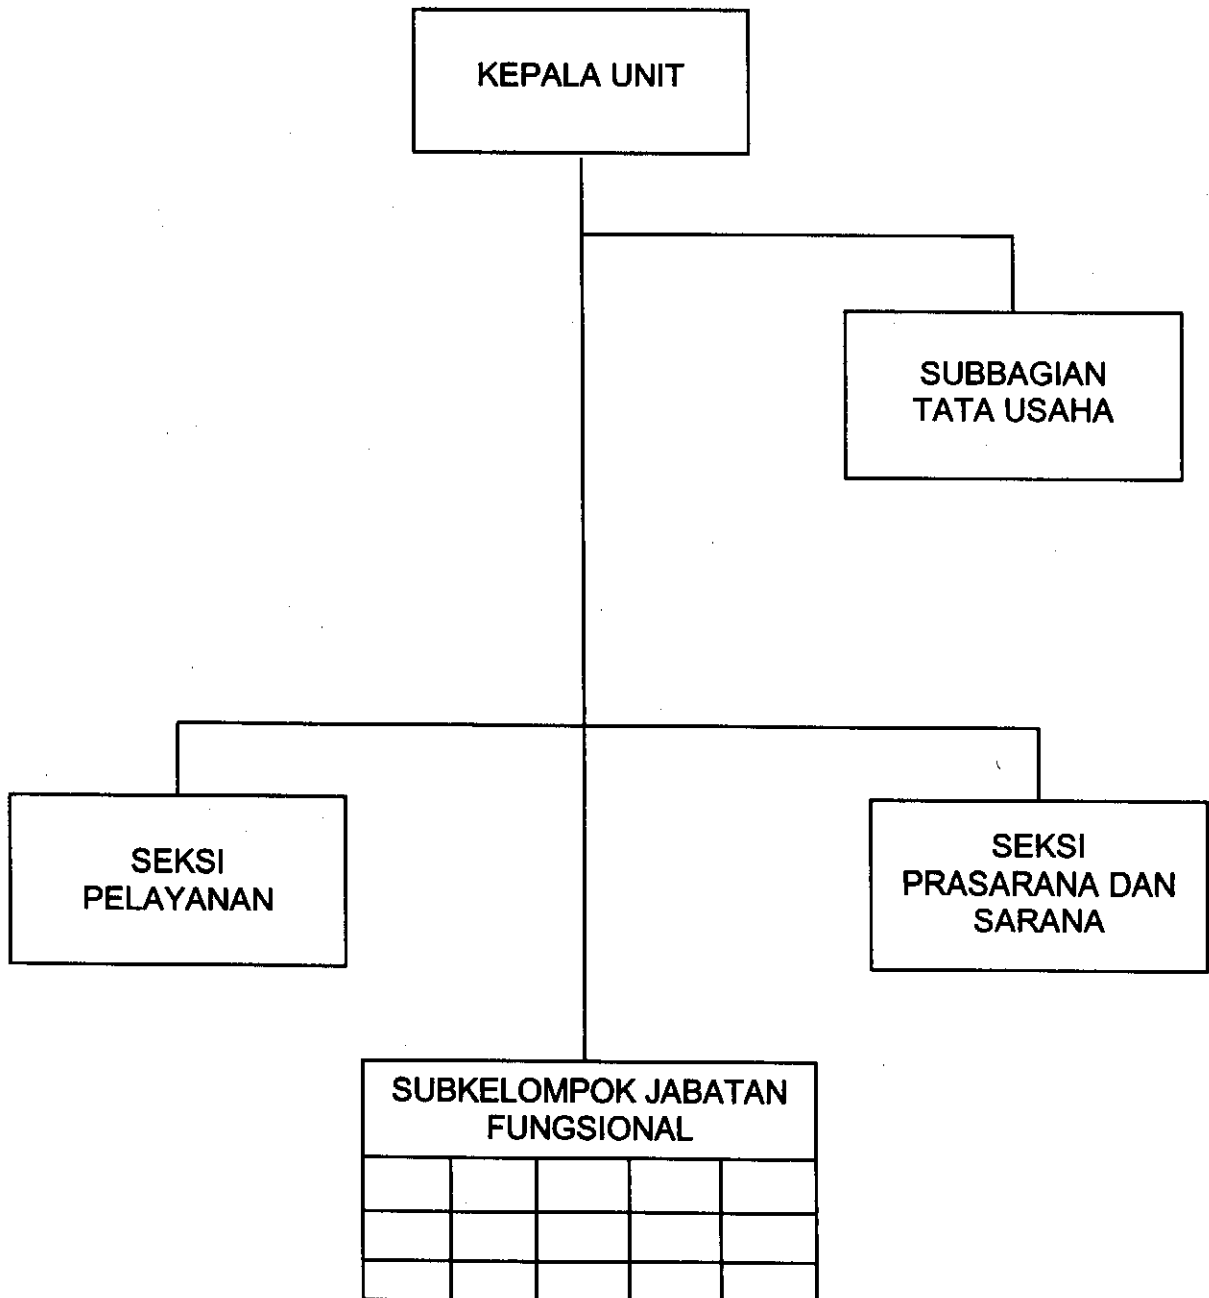 KEPALA UNIT
SUBBAGIAN
TATA USAHA
SEKSI
PELAYANAN
SEKSI
PRASARANA DAN
SARANA
SUBKELOMPOK JABATAN
FUNGSIONAL